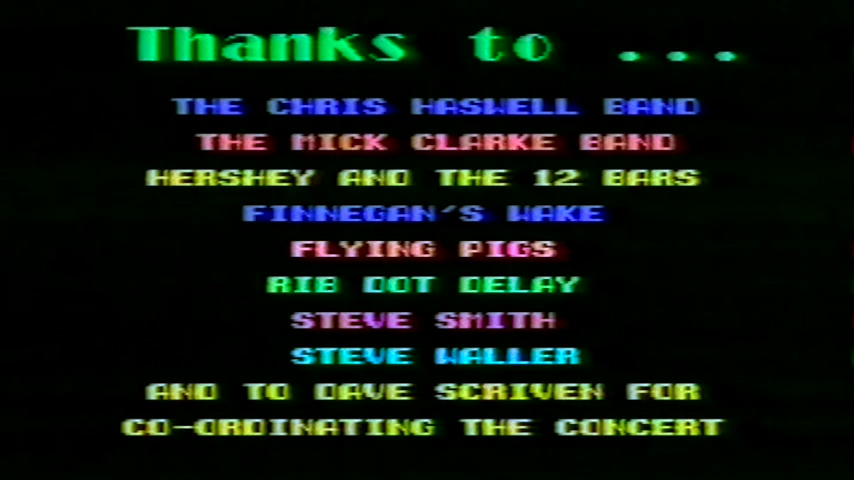 Thanks to ...
THE CHRIS HASWELL BAND
THE MICK CLARKE BAND
HERSHEY AND THE 12 BARS
FINNEGAN'S WAKE
FLYING PIGS
RIB DOT DELAY
STEVE SMITH
STEVE WALLER
AND TO DAVE SCRIVEN FOR
CO-ORDINATING THE CONCERT